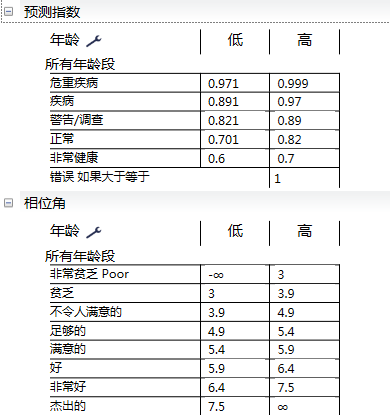 预测指数
年龄 低 高
所有年龄段
危重疾病 0.971 0.999
疾病 0.891 0.97
警告/调查 0.821 0.89
正常 0.701 0.82
非常健康 0.6 0.7
错误 如果大于等于 1
相位角
年龄 低 高
所有年龄段
非常贫乏 Poor -∞ 3
贫乏 3 3.9
不令人满意的 3.9 4.9
足够的 4.9 5.4
满意的 5.4 5.9
好 5.9 6.4
非常好 6.4 7.5
杰出的 7.5 ∞